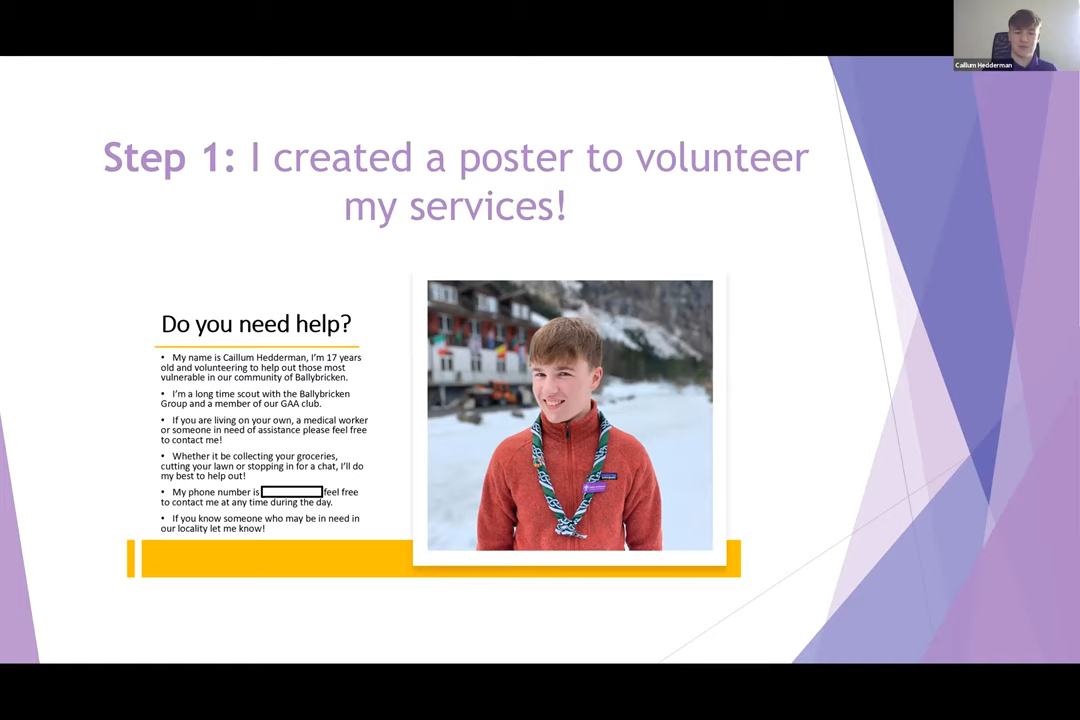 Caillum Hedderman
Step 1: I created a poster to volunteer
my services!
Do you need help?
• My name is Caillum Hedderman, I'm 17 years
old and volunteering to help out those most
vulnerable in our community of Ballybricken.
• I'm a long time scout with the Ballybricken
Group and a member of our GAA club.
• If you are living on your own, a medical worker
or someone in need of assistance please feel free
to contact me!
• Whether it be collecting your groceries,
cutting your lawn or stopping in for a chat, I'll do
my best to help out!
• My phone number is feel free
to contact me at any time during the day.
• If you know someone who may be in need in
our locality let me know!